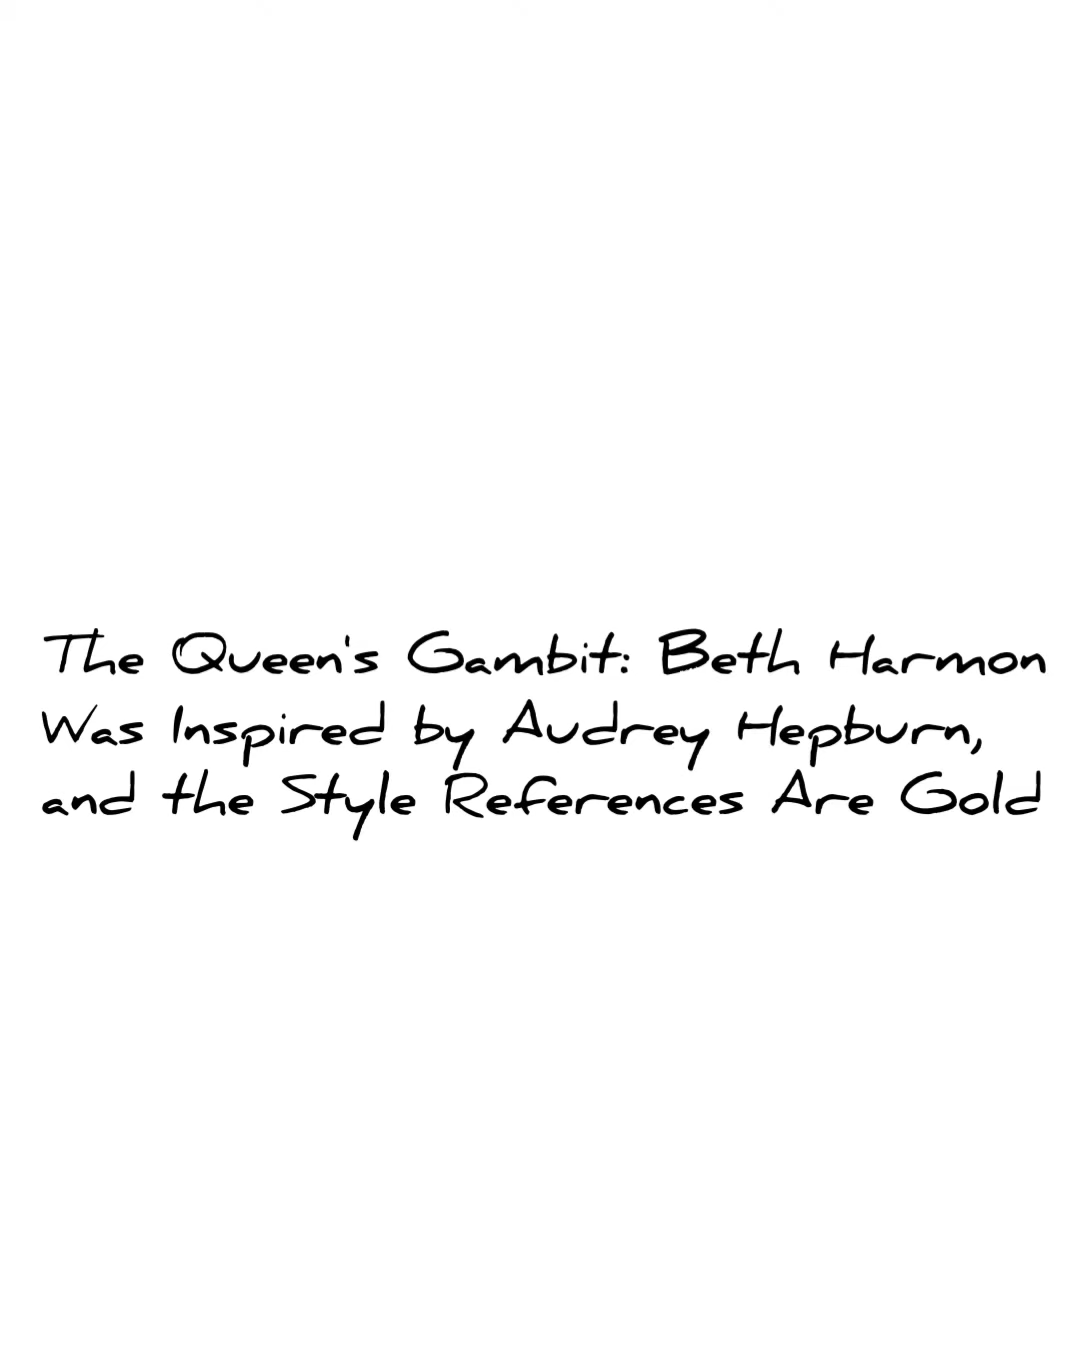 The Queen's Gambit: Beth Harmon
Was Inspired by Audrey Hepburn,
and the Style References Are Gold